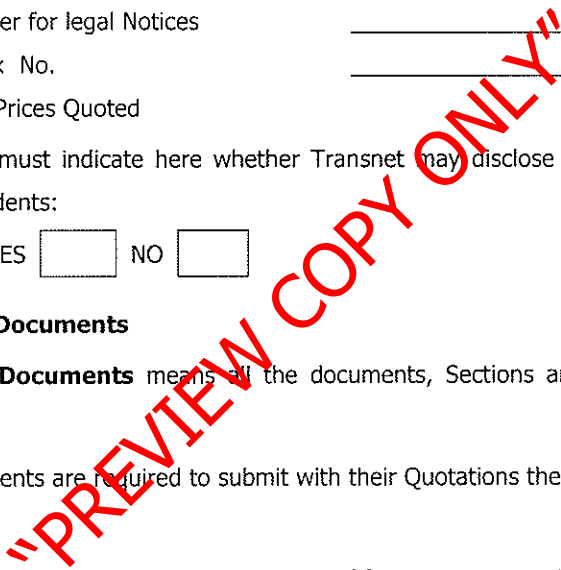 er for legal Notices
x No.
Prices Quoted
must indicate here whether Transnet may disclose
dents:
ES NO
Documents
Documents means all the documents, Sections
ents are required to submit with their Quotations the
"PREVIEW COPY ONLY"